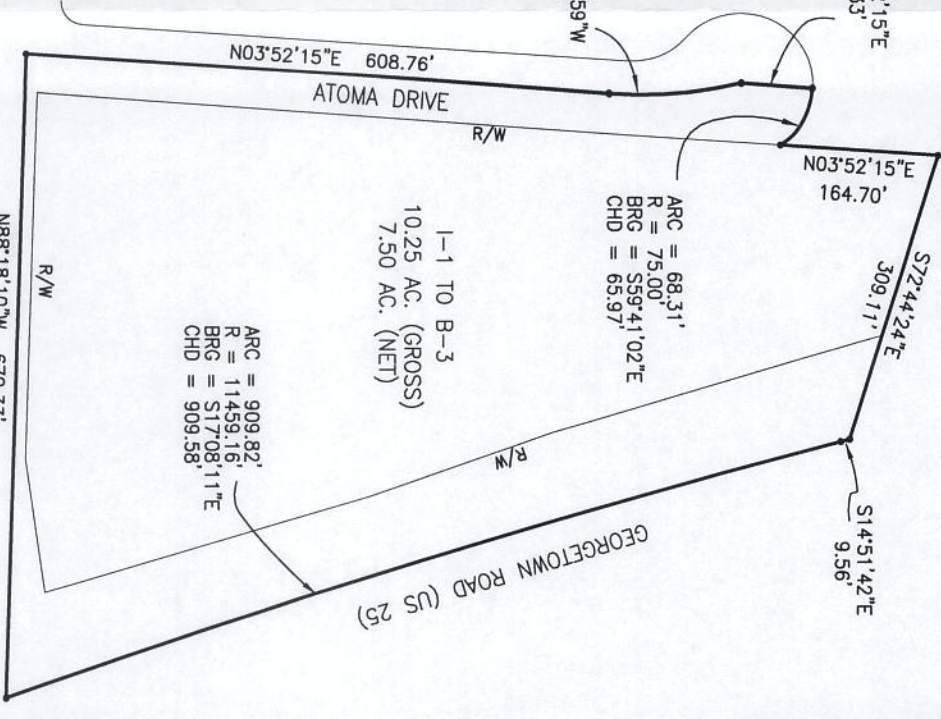 '15"E
33'
59"W
N03°52'15"E 608.76'
ATOMA DRIVE
R/W
N03°52'15"E
164.70'
S72°44'24"E
309.11'
ARC = 68.31'
R = 75.00'
BRG = S59°41'02"E
CHD = 65.97'
I-1 TO B-3
10.25 AC. (GROSS)
7.50 AC. (NET)
S14°51'42"E
9.56'
R/W
ARC = 909.82'
R = 11459.16'
BRG = S17°08'11"E
CHD = 909.58'
GEORGETOWN ROAD (US 25)
R/W